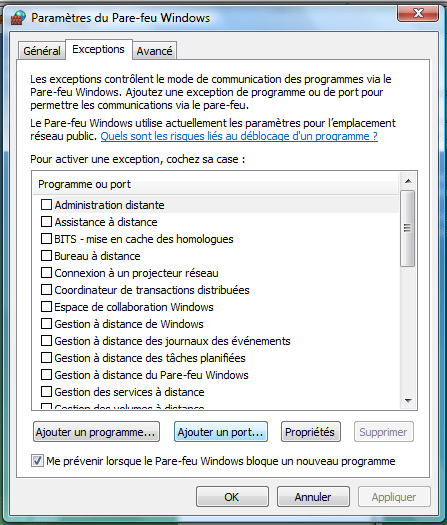 Paramètres du Pare-feu Windows
Général
Exceptions
Avancé
Les exceptions contrôlent le mode de communication des programmes via le
Pare-feu Windows. Ajoutez une exception de programme ou de port pour
permettre les communications via le pare-feu.
Le Pare-feu Windows utilise actuellement les paramètres pour l'emplacement
réseau public. Quels sont les risques liés au déblocage d'un programme ?
Pour activer une exception, cochez sa case :
Programme ou port
Administration distante
Assistance à distance
BITS - mise en cache des homologues
Bureau à distance
Connexion à un projecteur réseau
Coordinateur de transactions distribuées
Espace de collaboration Windows
Gestion à distance de Windows
Gestion à distance des journaux des événements
Gestion à distance des tâches planifiées
Gestion à distance du Pare-feu Windows
Gestion des services à distance
Gestion des volumes à distance
Ajouter un programme...
Ajouter un port...
Propriétés
Supprimer
Me prévenir lorsque le Pare-feu Windows bloque un nouveau programme
OK
Annuler
Appliquer